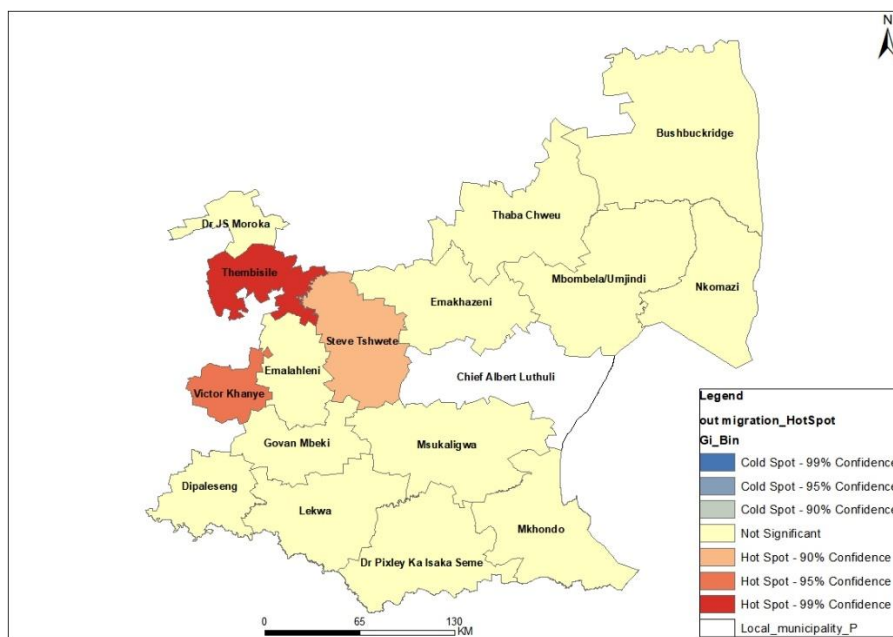 N
Bushbuckridge
Thaba Chweu
Dr JS Moroka
Thembisile
Mbombela/Umjindi
Nkomazi
Emakhazeni
Steve Tshwete
Emalahleni
Chief Albert Luthuli
Victor Khanye
Govan Mbeki
Msukaligwa
Dipaleseng
Lekwa
Mkhondo
Dr Pixley Ka Isaka Seme
Legend
out migration_HotSpot
Gi_Bin
Cold Spot - 99% Confidence
Cold Spot - 95% Confidence
Cold Spot - 90% Confidence
Not Significant
Hot Spot - 90% Confidence
Hot Spot - 95% Confidence
Hot Spot - 99% Confidence
Local_municipality_P
0 65 130
KM